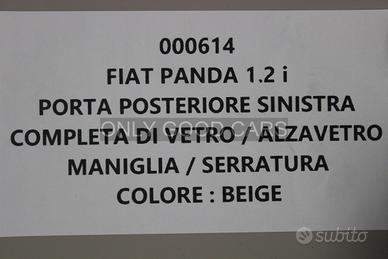 000614
FIAT PANDA 1.2 i
PORTA POSTERIORE SINISTRA
ONLY GOOD CARS
COMPLETA DI VETRO / ALZAVETRO
MANIGLIA / SERRATURA
COLORE : BEIGE
subito